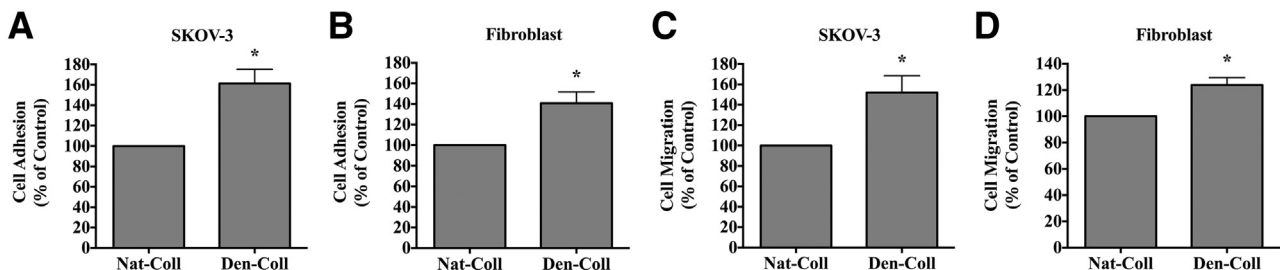 A
SKOV-3
*
Cell Adhesion
(% of Control)
180
160
140
120
100
80
60
40
20
0
Nat-Coll Den-Coll
B
Fibroblast
*
Cell Adhesion
(% of Control)
180
160
140
120
100
80
60
40
20
0
Nat-Coll Den-Coll
C
SKOV-3
*
Cell Migration
(% of Control)
180
160
140
120
100
80
60
40
20
0
Nat-Coll Den-Coll
D
Fibroblast
*
Cell Migration
(% of Control)
140
120
100
80
60
40
20
0
Nat-Coll Den-Coll